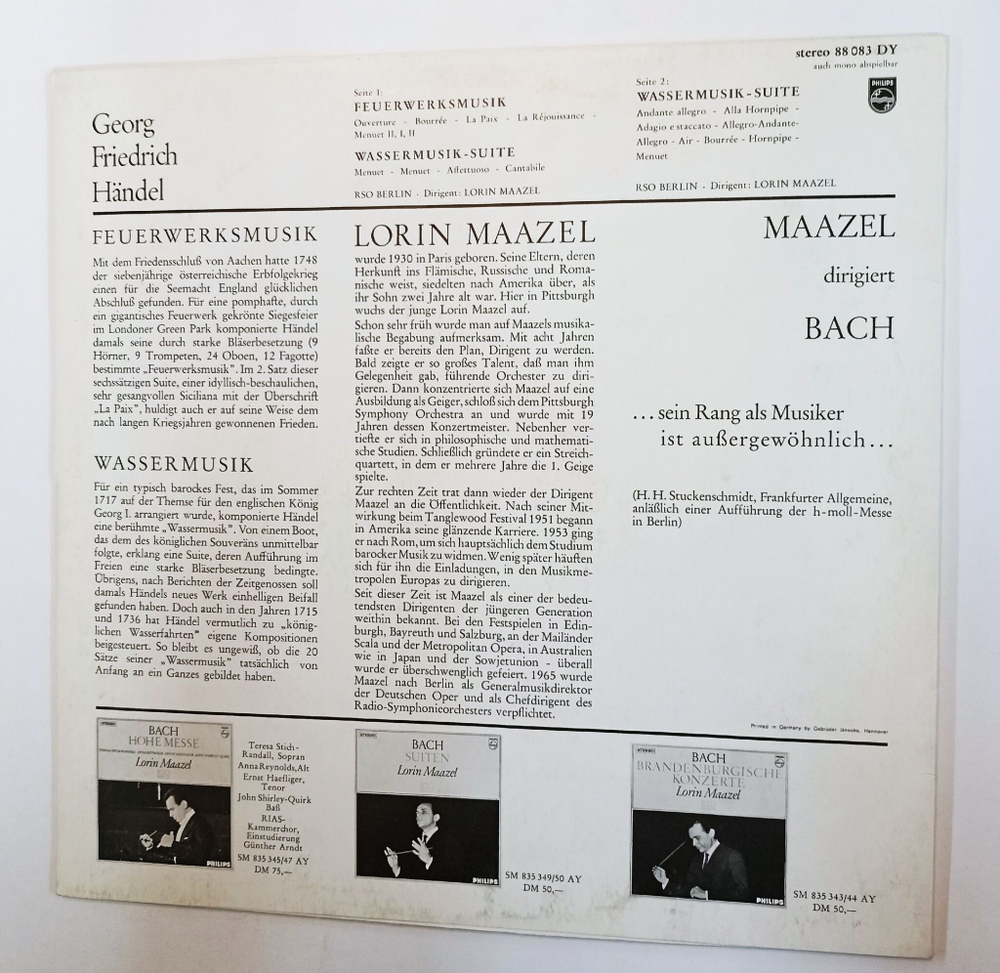 stereo 88 083 DY
auch mono abspielbar
PHILIPS
Georg
Friedrich
Händel
Seite 1:
FEUERWERKSMUSIK
Ouverture - Bourrée - La Paix - La Réjouissance -
Menuet II, I, II
WASSERMUSIK-SUITE
Menuet - Menuet - Affettuoso - Cantabile
RSO BERLIN · Dirigent: LORIN MAAZEL
Seite 2:
WASSERMUSIK-SUITE
Andante allegro - Alla Hornpipe -
Adagio e staccato - Allegro-Andante-
Allegro - Air - Bourrée - Hornpipe -
Menuet
RSO BERLIN · Dirigent: LORIN MAAZEL
FEUERWERKSMUSIK
Mit dem Friedensschluß von Aachen hatte 1748
der siebenjährige österreichische Erbfolgekrieg
einen für die Seemacht England glücklichen
Abschluß gefunden. Für eine pomphafte, durch
ein gigantisches Feuerwerk gekrönte Siegesfeier
im Londoner Green Park komponierte Händel
damals seine durch starke Bläserbesetzung (9
Hörner, 9 Trompeten, 24 Oboen, 12 Fagotte)
bestimmte „Feuerwerksmusik". Im 2. Satz dieser
sechssätzigen Suite, einer idyllisch-beschaulichen,
sehr gesangvollen Siciliana mit der Überschrift
„La Paix", huldigt auch er auf seine Weise dem
nach langen Kriegsjahren gewonnenen Frieden.
WASSERMUSIK
Für ein typisch barockes Fest, das im Sommer
1717 auf der Themse für den englischen König
Georg I. arrangiert wurde, komponierte Händel
eine berühmte „Wassermusik". Von einem Boot,
das dem des königlichen Souveräns unmittelbar
folgte, erklang eine Suite, deren Aufführung im
Freien eine starke Bläserbesetzung bedingte.
Übrigens, nach Berichten der Zeitgenossen soll
damals Händels neues Werk einhelligen Beifall
gefunden haben. Doch auch in den Jahren 1715
und 1736 hat Händel vermutlich zu „könig-
lichen Wasserfahrten" eigene Kompositionen
beigesteuert. So bleibt es ungewiß, ob die 20
Sätze seiner „Wassermusik" tatsächlich von
Anfang an ein Ganzes gebildet haben.
LORIN MAAZEL
wurde 1930 in Paris geboren. Seine Eltern, deren
Herkunft ins Flämische, Russische und Roma-
nische weist, siedelten nach Amerika über, als
ihr Sohn zwei Jahre alt war. Hier in Pittsburgh
wuchs der junge Lorin Maazel auf.
Schon sehr früh wurde man auf Maazels musika-
lische Begabung aufmerksam. Mit acht Jahren
faßte er bereits den Plan, Dirigent zu werden.
Bald zeigte er so großes Talent, daß man ihm
Gelegenheit gab, führende Orchester zu diri-
gieren. Dann konzentrierte sich Maazel auf eine
Ausbildung als Geiger, schloß sich dem Pittsburgh
Symphony Orchestra an und wurde mit 19
Jahren dessen Konzertmeister. Nebenher ver-
tiefte er sich in philosophische und mathemati-
sche Studien. Schließlich gründete er ein Streich-
quartett, in dem er mehrere Jahre die 1. Geige
spielte.
Zur rechten Zeit trat dann wieder der Dirigent
Maazel an die Öffentlichkeit. Nach seiner Mit-
wirkung beim Tanglewood Festival 1951 begann
in Amerika seine glänzende Karriere. 1953 ging
er nach Rom, um sich hauptsächlich dem Studium
barocker Musik zu widmen. Wenig später häuften
sich für ihn die Einladungen, in den Musikme-
tropolen Europas zu dirigieren.
Seit dieser Zeit ist Maazel als einer der bedeu-
tendsten Dirigenten der jüngeren Generation
weithin bekannt. Bei den Festspielen in Edin-
burgh, Bayreuth und Salzburg, an der Mailänder
Scala und der Metropolitan Opera, in Australien
wie in Japan und der Sowjetunion - überall
wurde er überschwenglich gefeiert. 1965 wurde
Maazel nach Berlin als Generalmusikdirektor
der Deutschen Oper und als Chefdirigent des
Radio-Symphonieorchesters verpflichtet.
MAAZEL
dirigiert
BACH
...sein Rang als Musiker
ist außergewöhnlich...
(H. H. Stuckenschmidt, Frankfurter Allgemeine,
anläßlich einer Aufführung der h-moll-Messe
in Berlin)
Printed in Germany by Gebrüder Jänecke, Hannover
BACH
HOHE MESSE
Lorin Maazel
PHILIPS
Teresa Stich-
Randall, Sopran
Anna Reynolds, Alt
Ernst Haefliger,
Tenor
John Shirley-Quirk
Baß
RIAS-
Kammerchor,
Einstudierung
Günther Arndt
SM 835 345/47 AY
DM 75,—
BACH
SUITEN
Lorin Maazel
PHILIPS
SM 835 349/50 AY
DM 50,—
BACH
BRANDENBURGISCHE
KONZERTE
Lorin Maazel
PHILIPS
SM 835 343/44 AY
DM 50,—